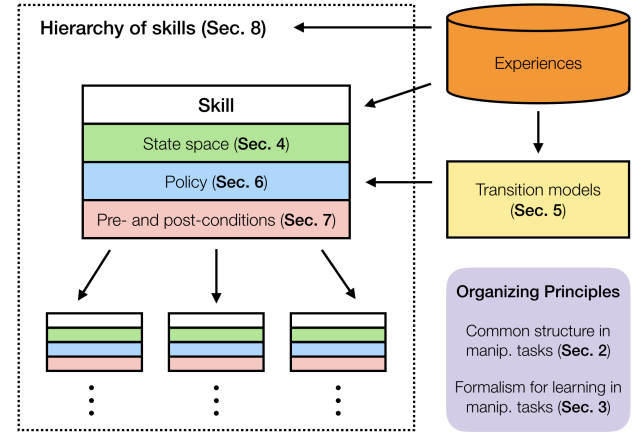 Hierarchy of skills (Sec. 8)
Experiences
Skill
State space (Sec. 4)
Policy (Sec. 6)
Pre- and post-conditions (Sec. 7)
Transition models
(Sec. 5)
Organizing Principles
Common structure in
manip. tasks (Sec. 2)
Formalism for learning in
manip. tasks (Sec. 3)